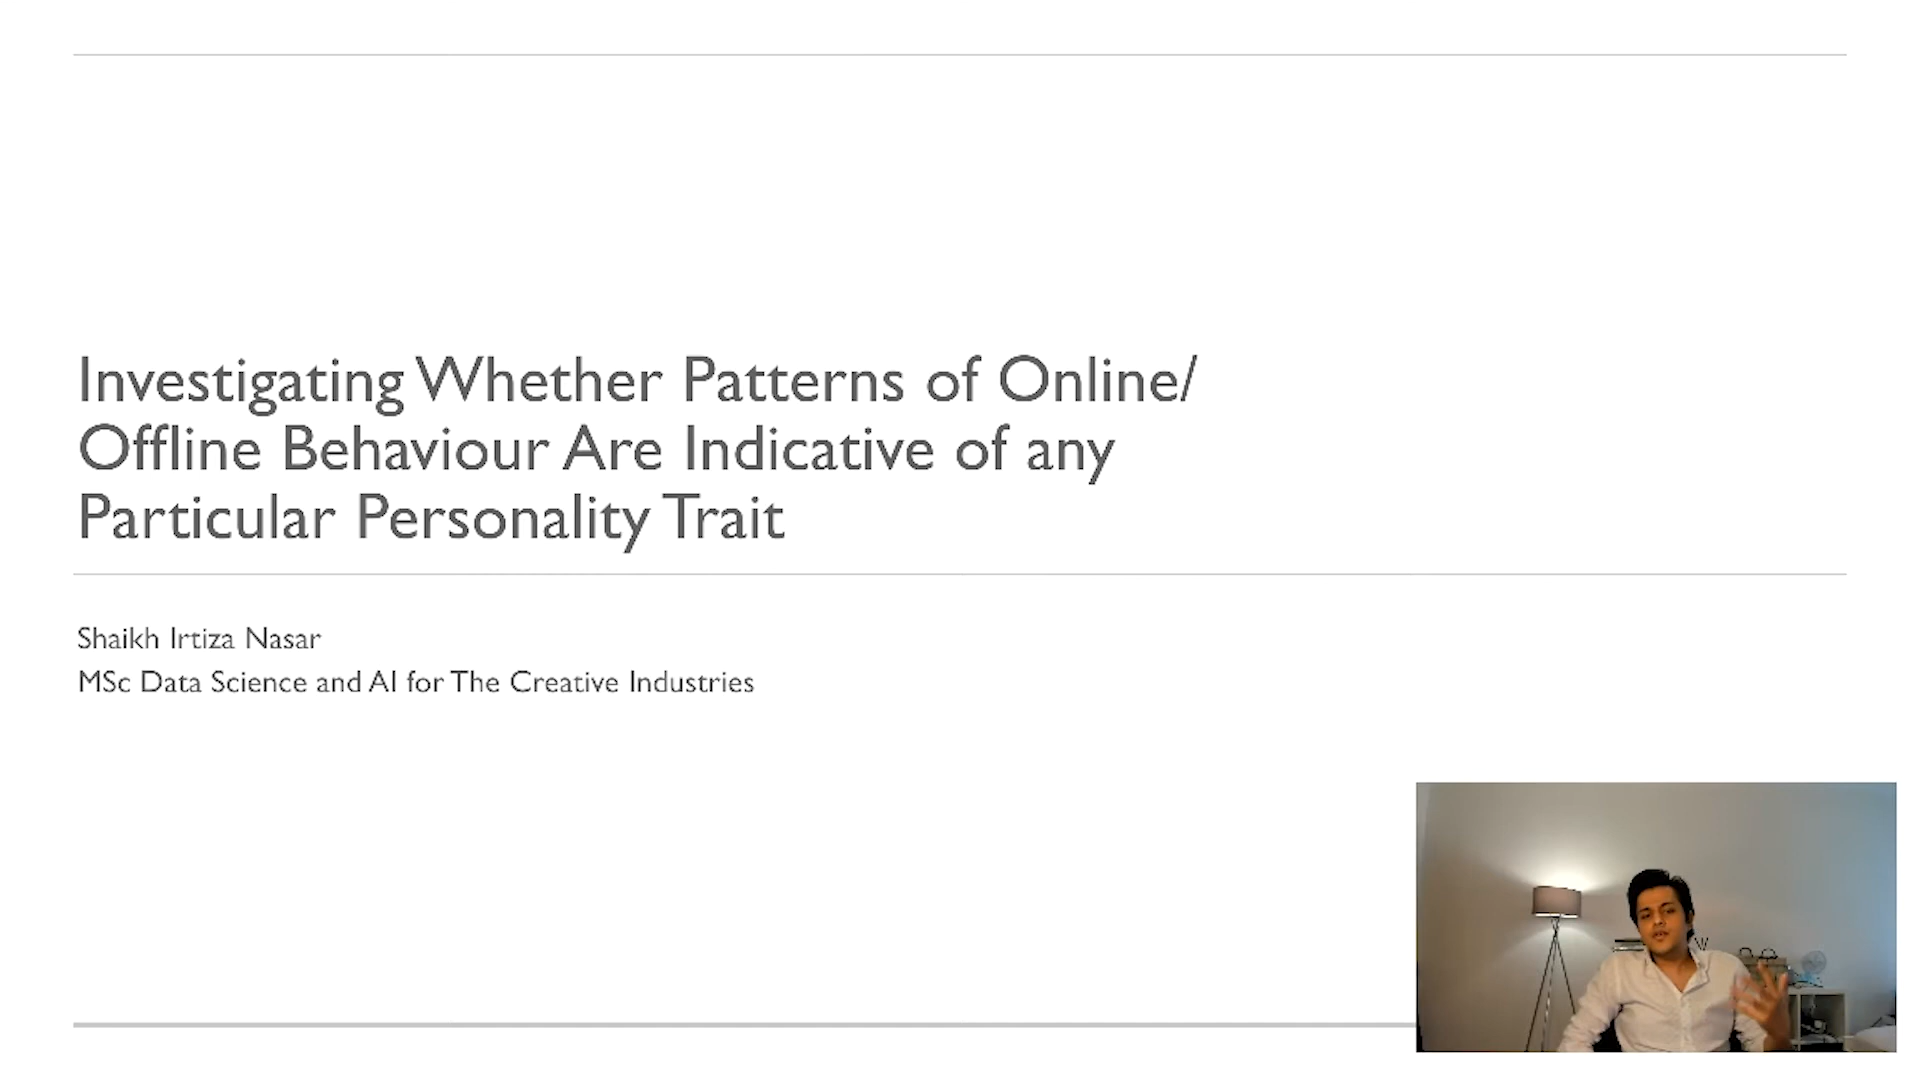 Investigating Whether Patterns of Online/
Offline Behaviour Are Indicative of any
Particular Personality Trait
Shaikh Irtiza Nasar
MSc Data Science and AI for The Creative Industries